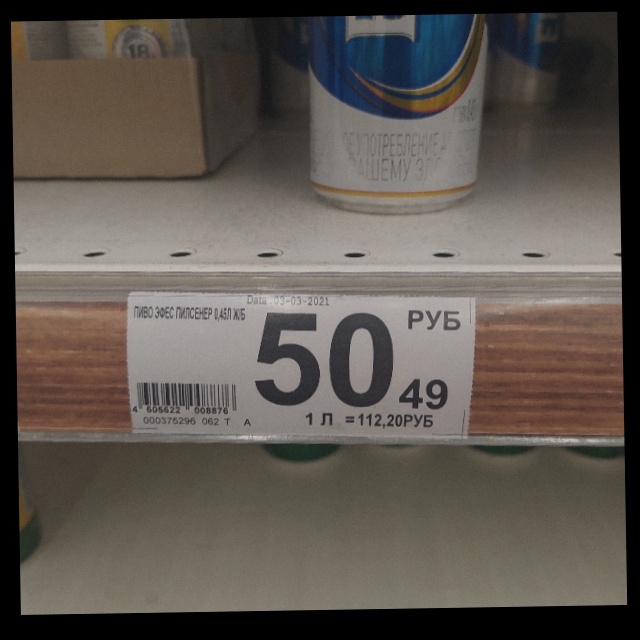 18
ЗЛОУПОТРЕБЛЕНИЕ
ВАШЕМУ ЗДО
Data :03-03-2021
ПИВО ЭФЕС ПИЛСЕНЕР 0,45Л Ж/Б
50 49 РУБ
4 605622 008876
1 Л =112,20РУБ
000375296 062 Т А